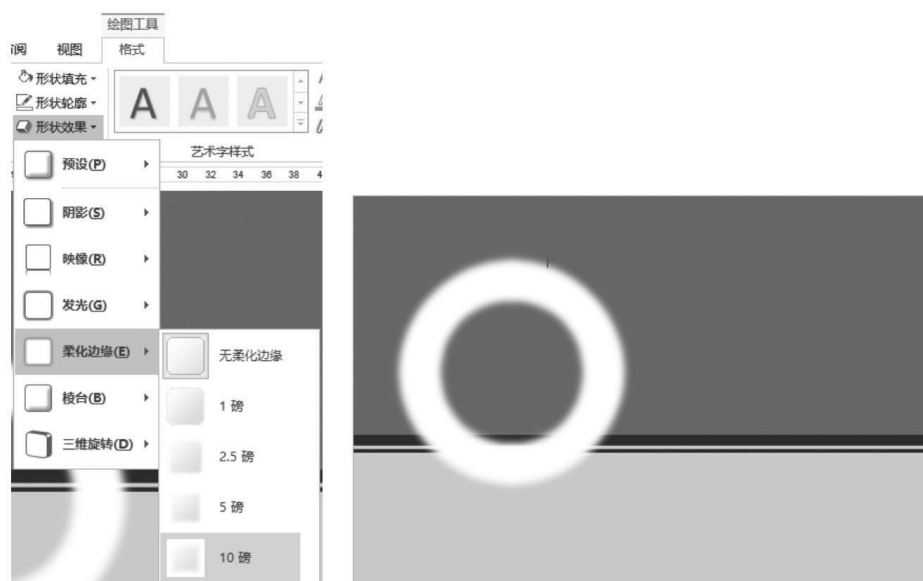 绘图工具
阅 视图 格式
形状填充
形状轮廓
形状效果
A A A
艺术字样式
30 32 34 36 38 4
预设(P)
阴影(S)
映像(R)
发光(G)
柔化边缘(E)
棱台(B)
三维旋转(D)
无柔化边缘
1 磅
2.5 磅
5 磅
10 磅